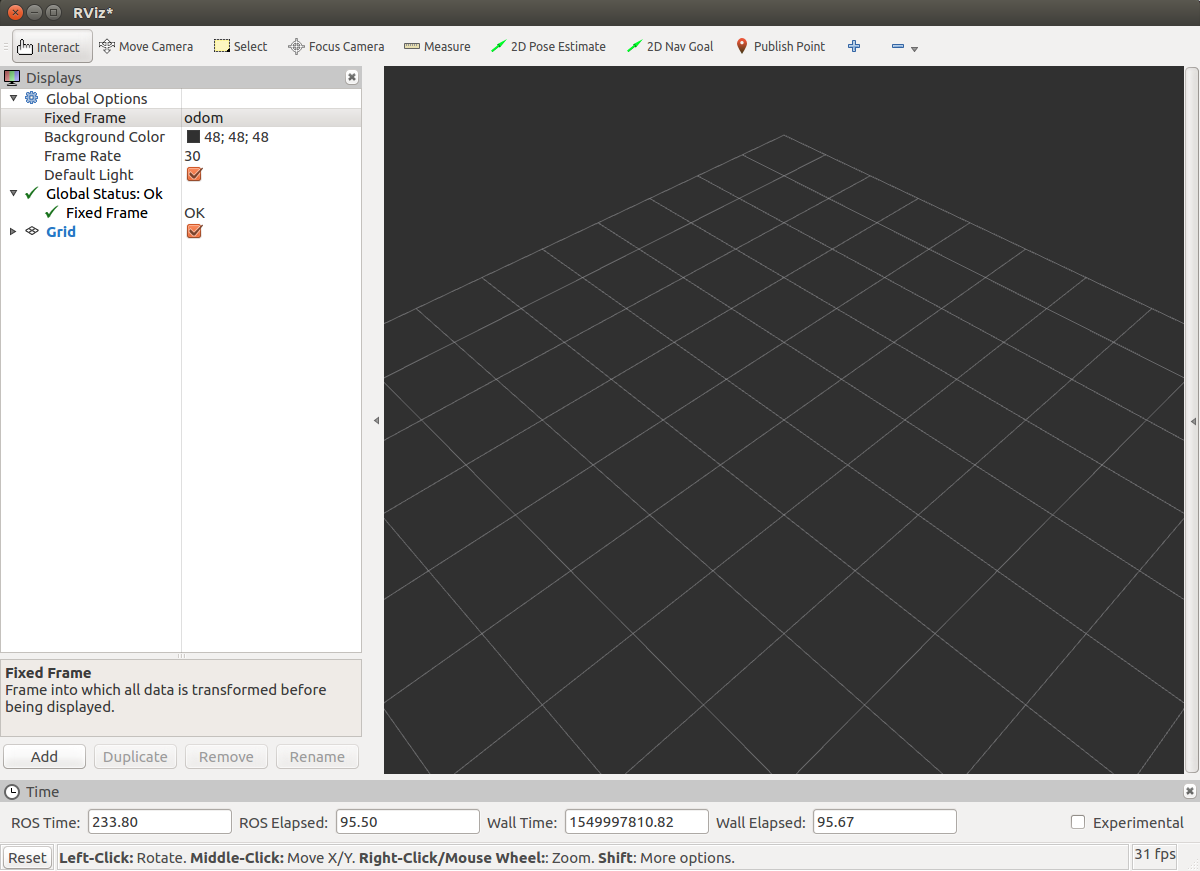 RViz*
Interact Move Camera Select Focus Camera Measure 2D Pose Estimate 2D Nav Goal Publish Point
Displays
Global Options
Fixed Frame odom
Background Color 48; 48; 48
Frame Rate 30
Default Light
Global Status: Ok
Fixed Frame OK
Grid
Fixed Frame
Frame into which all data is transformed before
being displayed.
Add Duplicate Remove Rename
Time
ROS Time: 233.80 ROS Elapsed: 95.50 Wall Time: 1549997810.82 Wall Elapsed: 95.67 Experimental
Reset Left-Click: Rotate. Middle-Click: Move X/Y. Right-Click/Mouse Wheel:: Zoom. Shift: More options. 31 fps